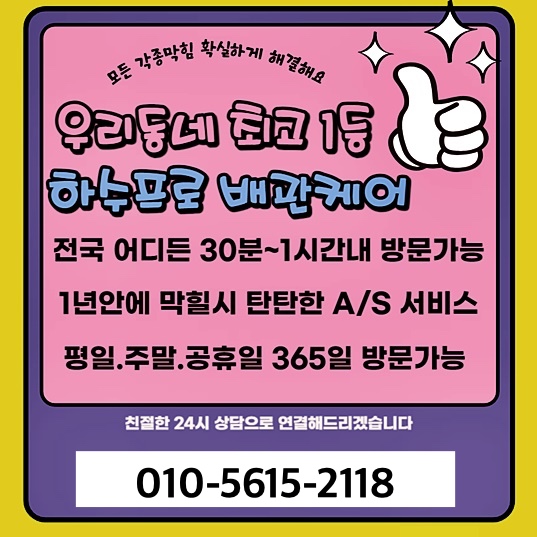 모든 각종막힘 확실하게 해결해요
우리동네 최고 1등
하수프로 배관케어
전국 어디든 30분~1시간내 방문가능
1년안에 막힐시 탄탄한 A/S 서비스
평일.주말.공휴일 365일 방문가능
친절한 24시 상담으로 연결해드리겠습니다
010-5615-2118